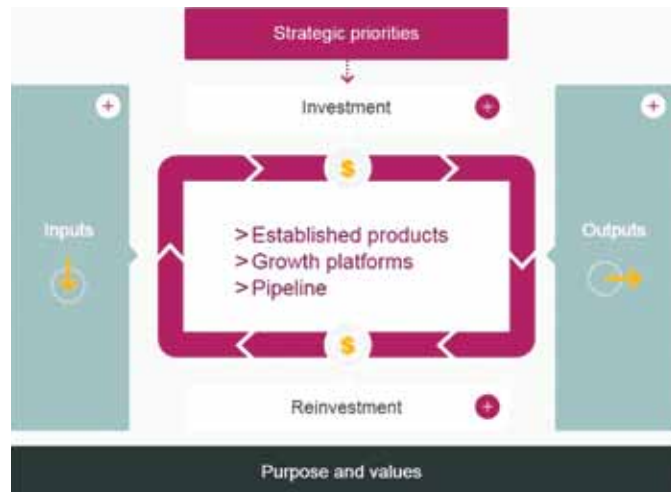 Strategic priorities
Investment
Inputs
> Established products
> Growth platforms
> Pipeline
Outputs
Reinvestment
Purpose and values